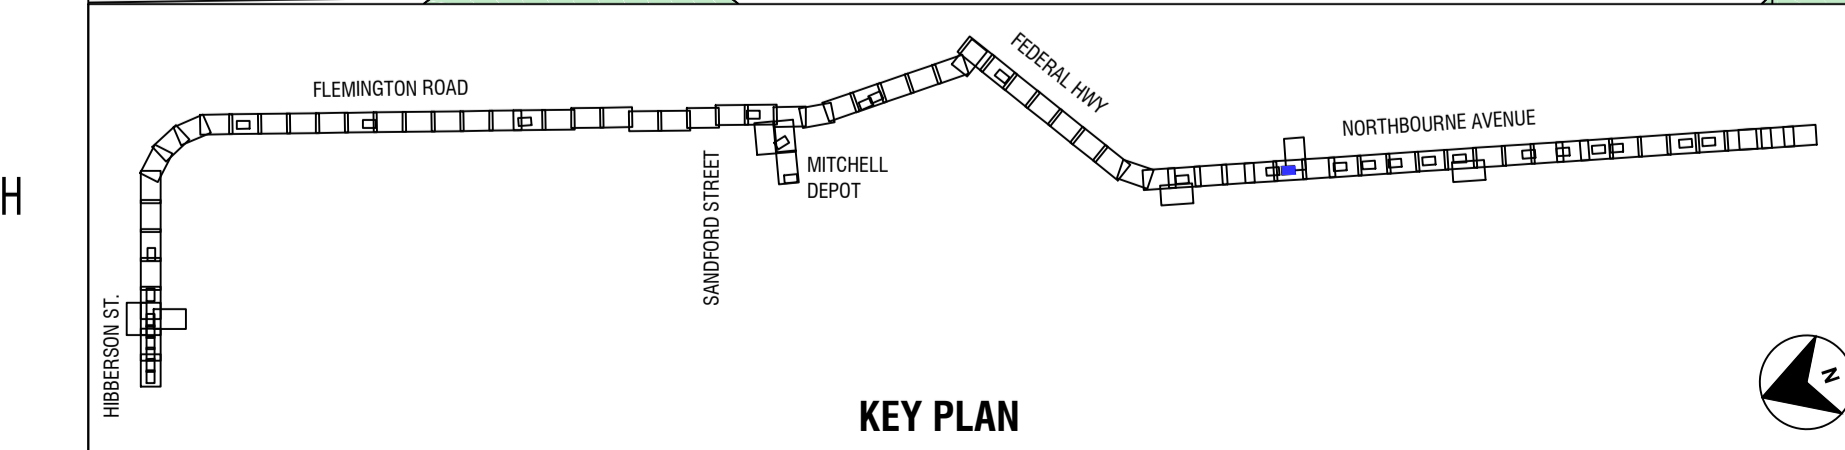 FLEMINGTON ROAD
FEDERAL HWY
NORTHBOURNE AVENUE
H
SANDFORD STREET
MITCHELL
DEPOT
HIBBERSON ST.
KEY PLAN
N